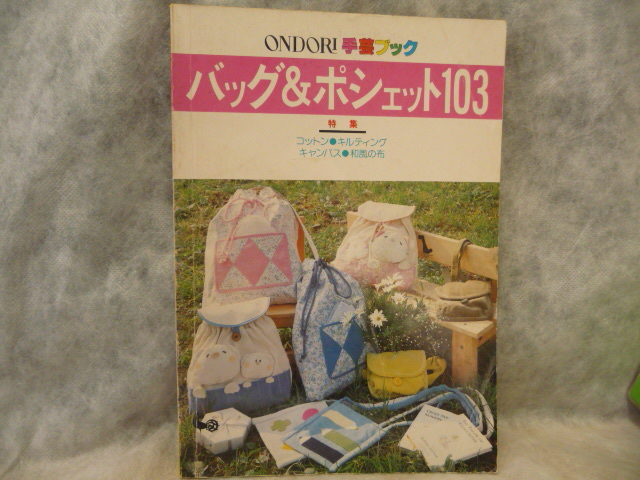 ONDORI 手芸ブック
バッグ&ポシェット103
特集
コットン●キルティング
キャンバス●和風の布